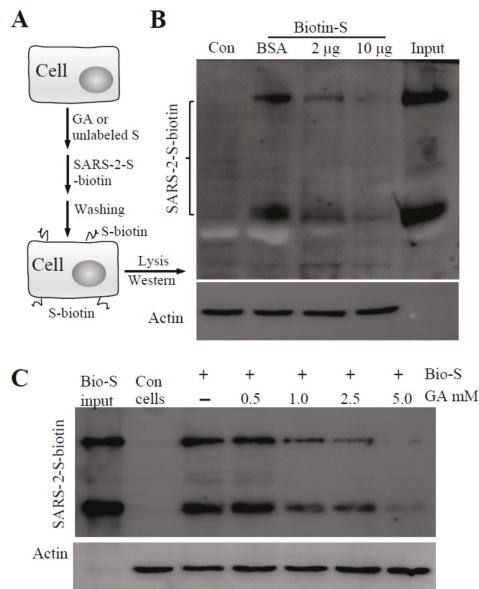 A
Cell
GA or
unlabeled S
SARS-2-S
-biotin
Washing
S-biotin
Cell
S-biotin
Lysis
Western
B
Biotin-S
Con BSA 2 µg 10 µg Input
SARS-2-S-biotin
Actin
C
Bio-S
input
Con
cells
+ + + + + Bio-S
– 0.5 1.0 2.5 5.0 GA mM
SARS-2-S-biotin
Actin